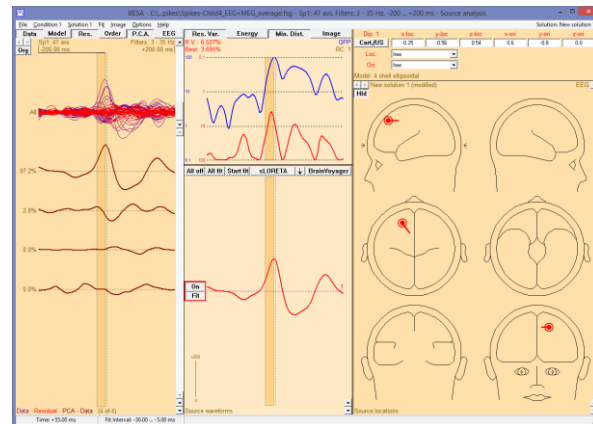 BESA - C:\...pikes\Spikes-Child4_EEG+MEG_average.fsg - Sp1: 47 avs, Filters: 3 - 35 Hz, -200 ... +200 ms - Source analysis
File Condition 1 Solution 1 Fit Image Options Help
Solution: New solution
Data Model Res. Order P.C.A. EEG
Org
Sp1: 47 avs Filters: 3 - 35 Hz
-200.00 ms +200.00 ms
All
97.2%
2.8%
0.0%
0.0%
Data - Residual PCA - Data (4 of 4)
Time: +55.00 ms Fit Interval: -30.00 ... -5.00 ms
Res. Var. Energy Min. Dist. Image
R.V.: 6.527% GFP
Best: 3.695% RC: 1
All off All fit Start fit sLORETA ↓ BrainVoyager
On
Fit
1
Source waveforms
Dip. 1 x-loc y-loc z-loc x-ori y-ori z-ori
Cart./US -0.25 0.56 0.54 0.6 -0.8 0.0
Loc: free
Ori: free
Model: 4 shell ellipsoidal
New solution 1 (modified) EEG
Hld
Source locations